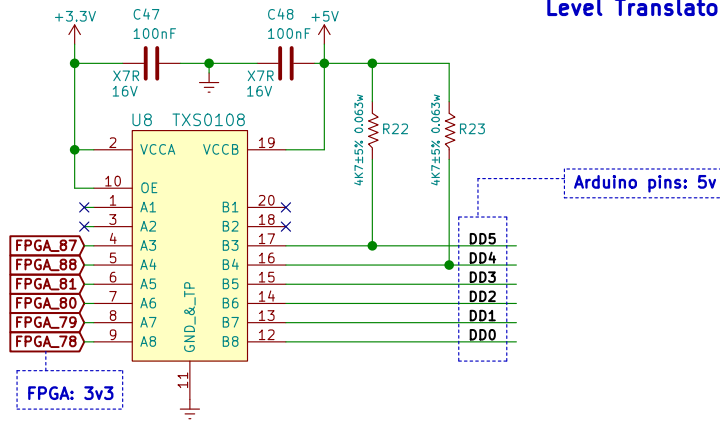 Level Translato
+3.3V
C47
100nF
X7R
16V
C48
100nF
X7R
16V
+5V
U8 TXS0108
4K7±5% 0.063w
R22
4K7±5% 0.063w
R23
2 VCCA VCCB 19
10 OE
1 A1 B1 20
3 A2 B2 18
FPGA_87 4 A3 B3 17 DD5
FPGA_88 5 A4 B4 16 DD4
FPGA_81 6 A5 B5 15 DD3
FPGA_80 7 A6 B6 14 DD2
FPGA_79 8 A7 B7 13 DD1
FPGA_78 9 A8 B8 12 DD0
GND_&_TP
11
Arduino pins: 5v
FPGA: 3v3